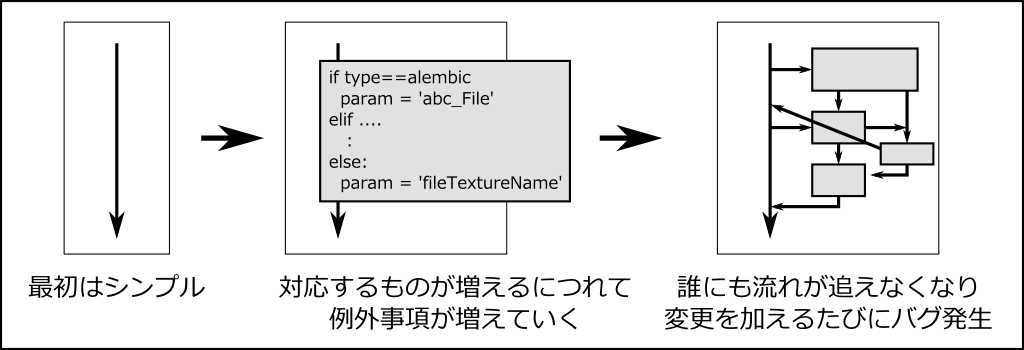 if type==alembic
param = 'abc_File'
elif ....
:
else:
param = 'fileTextureName'
最初はシンプル
対応するものが増えるにつれて
例外事項が増えていく
誰にも流れが追えなくなり
変更を加えるたびにバグ発生